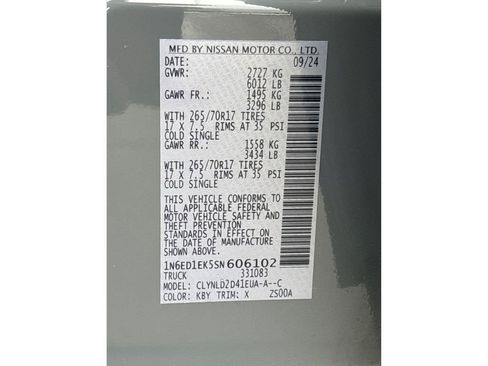 MFD BY NISSAN MOTOR CO., LTD.
DATE: 09/24
GVWR: 2727 KG
6012 LB
GAWR FR.: 1495 KG
3296 LB
WITH 265/70R17 TIRES
17 X 7.5 RIMS AT 35 PSI
COLD SINGLE
GAWR RR.: 1558 KG
3434 LB
WITH 265/70R17 TIRES
17 X 7.5 RIMS AT 35 PSI
COLD SINGLE
THIS VEHICLE CONFORMS TO
ALL APPLICABLE FEDERAL
MOTOR VEHICLE SAFETY AND
THEFT PREVENTION
STANDARDS IN EFFECT ON
THE DATE OF MANUFACTURE
SHOWN ABOVE
1N6ED1EK5SN606102
TRUCK 331083
MODEL: CLYNLD2D41EUA-A--C
COLOR: KBY TRIM: X ZS00A